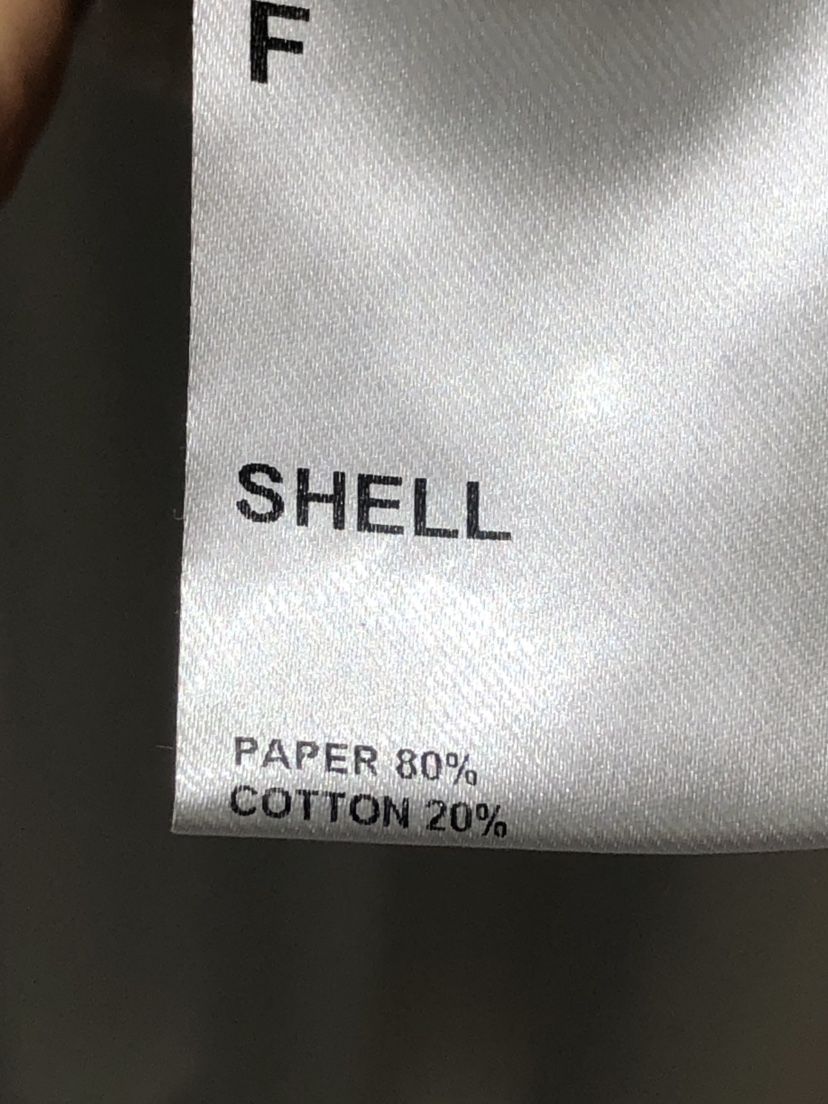 F
SHELL
PAPER 80%
COTTON 20%